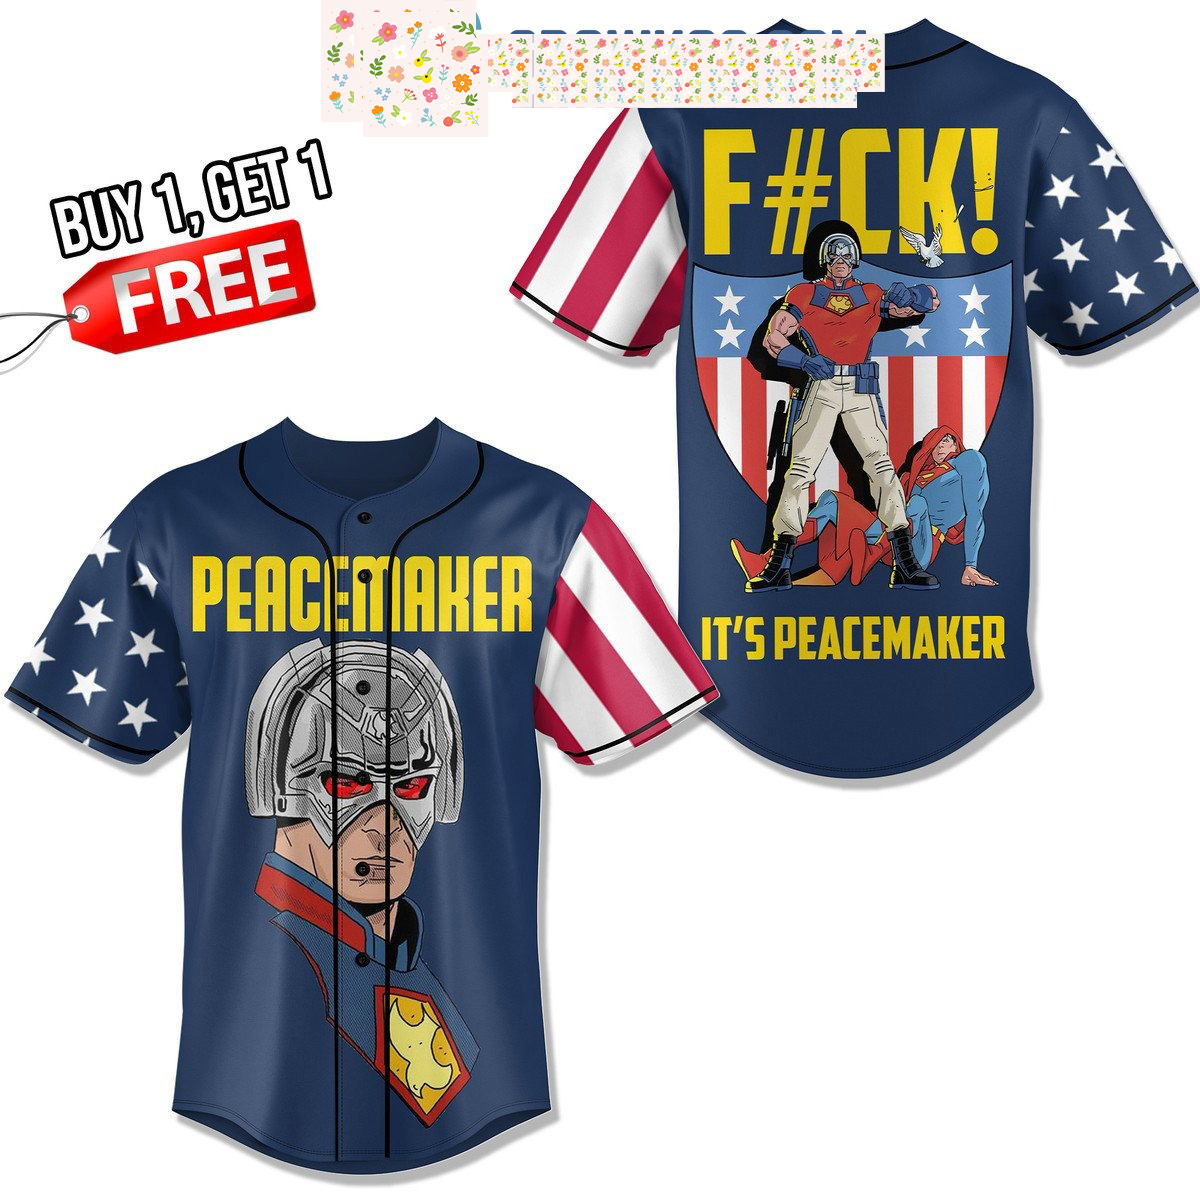 BUY 1, GET 1
FREE
F#CK!
IT'S PEACEMAKER
PEACEMAKER